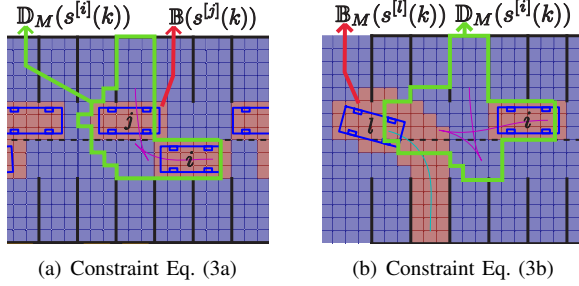 𝔻_M(s^[i](k)) 𝔹(s^[j](k))
j
i
(a) Constraint Eq. (3a)
𝔹_M(s^[l](k)) 𝔻_M(s^[i](k))
l
i
(b) Constraint Eq. (3b)